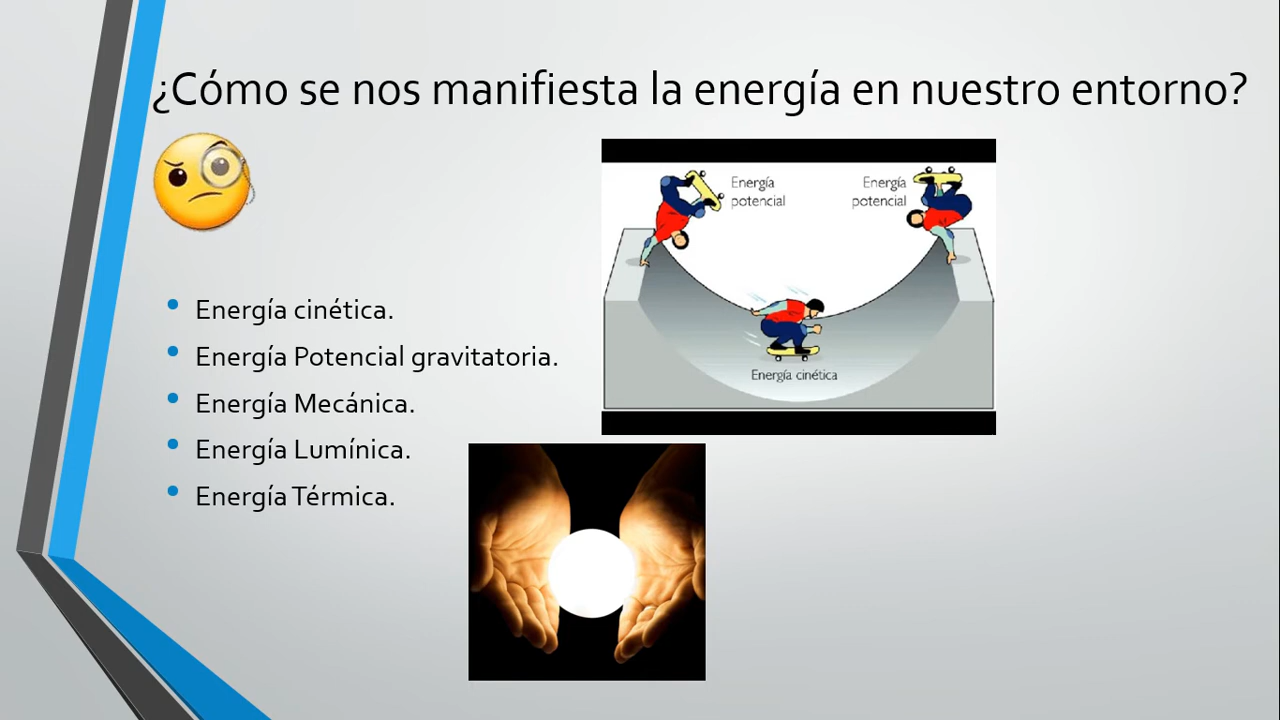 ¿Cómo se nos manifiesta la energía en nuestro entorno?
Energía cinética.
Energía Potencial gravitatoria.
Energía Mecánica.
Energía Lumínica.
Energía Térmica.
Energía
potencial
Energía
potencial
Energía cinética